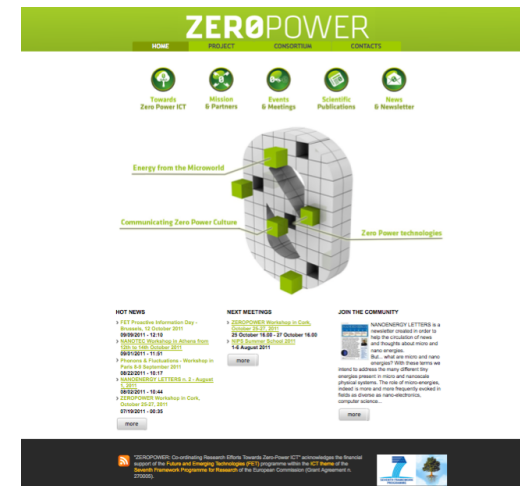 ZEROPOWER
HOME PROJECT CONSORTIUM CONTACTS
Towards
Zero Power ICT
Mission
& Partners
Events
& Meetings
Scientific
Publications
News
& Newsletter
Energy from the Microworld
Communicating Zero Power Culture
Zero Power technologies
HOT NEWS
FET Proactive Information Day -
Brussels, 12 October 2011
09/09/2011 - 12:10
NANOTEC Workshop in Athens from
12th to 14th October 2011
09/01/2011 - 11:51
Phonons & Fluctuations - Workshop in
Paris 8-9 September 2011
08/22/2011 - 10:17
NANOENERGY LETTERS n. 2 - August
1, 2011
08/02/2011 - 10:44
ZEROPOWER Workshop in Cork,
October 25-27, 2011
07/19/2011 - 00:35
more
NEXT MEETINGS
ZEROPOWER Workshop in Cork,
October 25-27, 2011
25 October 16.00 - 27 October 16.00
NiPS Summer School 2011
1-5 August 2011
more
JOIN THE COMMUNITY
NANOENERGY LETTERS is a
newsletter created in order to
help the circulation of news
and thoughts about micro and
nano energies.
But... what are micro and nano
energies? With these terms we
intend to address the many different tiny
energies present in micro and nanoscale
physical systems. The role of micro-energies,
indeed is more and more frequently evoked in
fields as diverse as nano-electronics,
computer science...
more
"ZEROPOWER: Co-ordinating Research Efforts Towards Zero-Power ICT" acknowledges the financial
support of the Future and Emerging Technologies (FET) programme within the ICT theme of the
Seventh Framework Programme for Research of the European Commission (Grant Agreement n.
270005).
SEVENTH FRAMEWORK
PROGRAMME